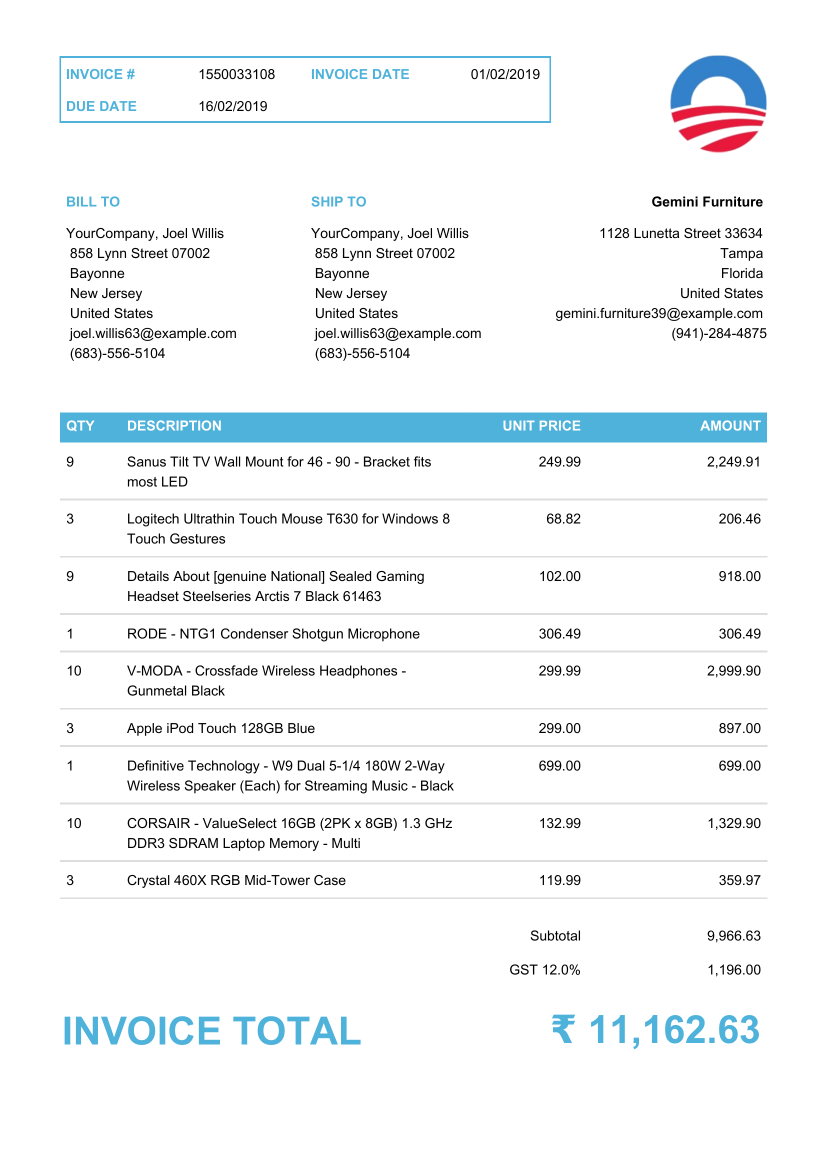 INVOICE # 1550033108 INVOICE DATE 01/02/2019
DUE DATE 16/02/2019
BILL TO SHIP TO Gemini Furniture
YourCompany, Joel Willis YourCompany, Joel Willis 1128 Lunetta Street 33634
858 Lynn Street 07002 858 Lynn Street 07002 Tampa
Bayonne Bayonne Florida
New Jersey New Jersey United States
United States United States gemini.furniture39@example.com
joel.willis63@example.com joel.willis63@example.com (941)-284-4875
(683)-556-5104 (683)-556-5104
QTY DESCRIPTION UNIT PRICE AMOUNT
9 Sanus Tilt TV Wall Mount for 46 - 90 - Bracket fits 249.99 2,249.91
most LED
3 Logitech Ultrathin Touch Mouse T630 for Windows 8 68.82 206.46
Touch Gestures
9 Details About [genuine National] Sealed Gaming 102.00 918.00
Headset Steelseries Arctis 7 Black 61463
1 RODE - NTG1 Condenser Shotgun Microphone 306.49 306.49
10 V-MODA - Crossfade Wireless Headphones - 299.99 2,999.90
Gunmetal Black
3 Apple iPod Touch 128GB Blue 299.00 897.00
1 Definitive Technology - W9 Dual 5-1/4 180W 2-Way 699.00 699.00
Wireless Speaker (Each) for Streaming Music - Black
10 CORSAIR - ValueSelect 16GB (2PK x 8GB) 1.3 GHz 132.99 1,329.90
DDR3 SDRAM Laptop Memory - Multi
3 Crystal 460X RGB Mid-Tower Case 119.99 359.97
Subtotal 9,966.63
GST 12.0% 1,196.00
INVOICE TOTAL ₹ 11,162.63